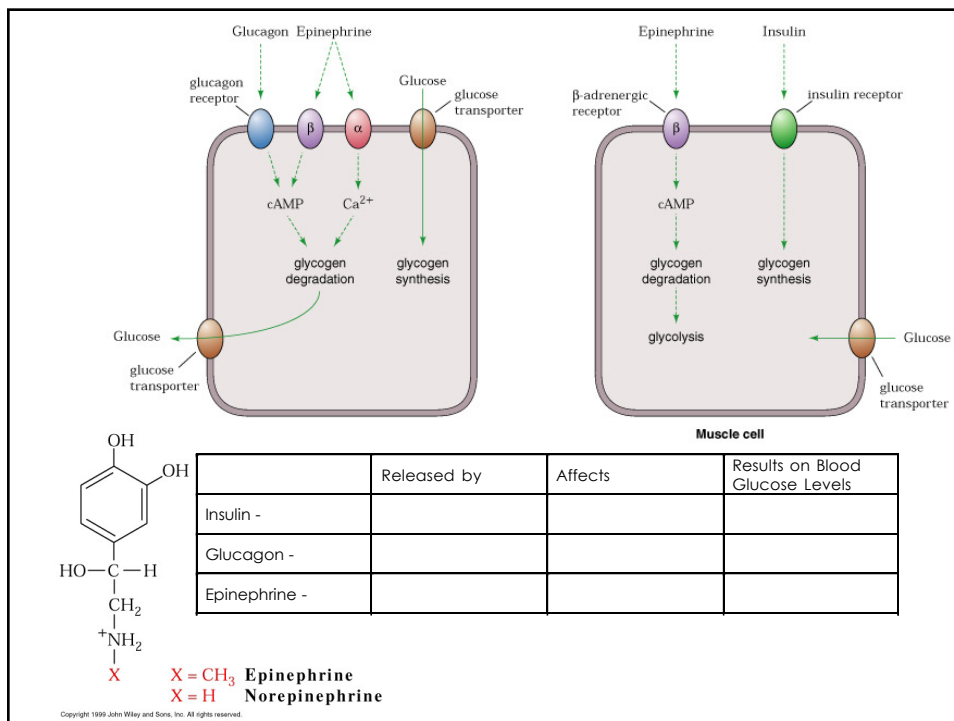 Glucagon Epinephrine
glucagon
receptor
Glucose
glucose
transporter
β
α
cAMP
Ca2+
glycogen
degradation
glycogen
synthesis
Glucose
glucose
transporter
Epinephrine
Insulin
β-adrenergic
receptor
insulin receptor
β
cAMP
glycogen
degradation
glycogen
synthesis
glycolysis
Glucose
glucose
transporter
Muscle cell
OH
OH
HO—C—H
CH2
+NH2
X
X = CH3 Epinephrine
X = H Norepinephrine
Released by
Affects
Results on Blood
Glucose Levels
Insulin -
Glucagon -
Epinephrine -
Copyright 1999 John Wiley and Sons, Inc. All rights reserved.